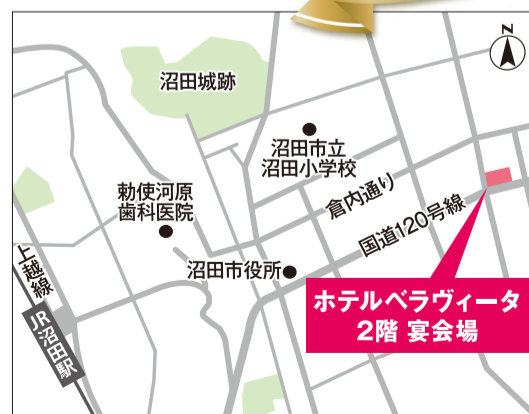 N
沼田城跡
沼田市立
沼田小学校
勅使河原
歯科医院
倉内通り
国道120号線
沼田市役所
上越線
JR沼田駅
ホテルベラヴィータ
2階 宴会場